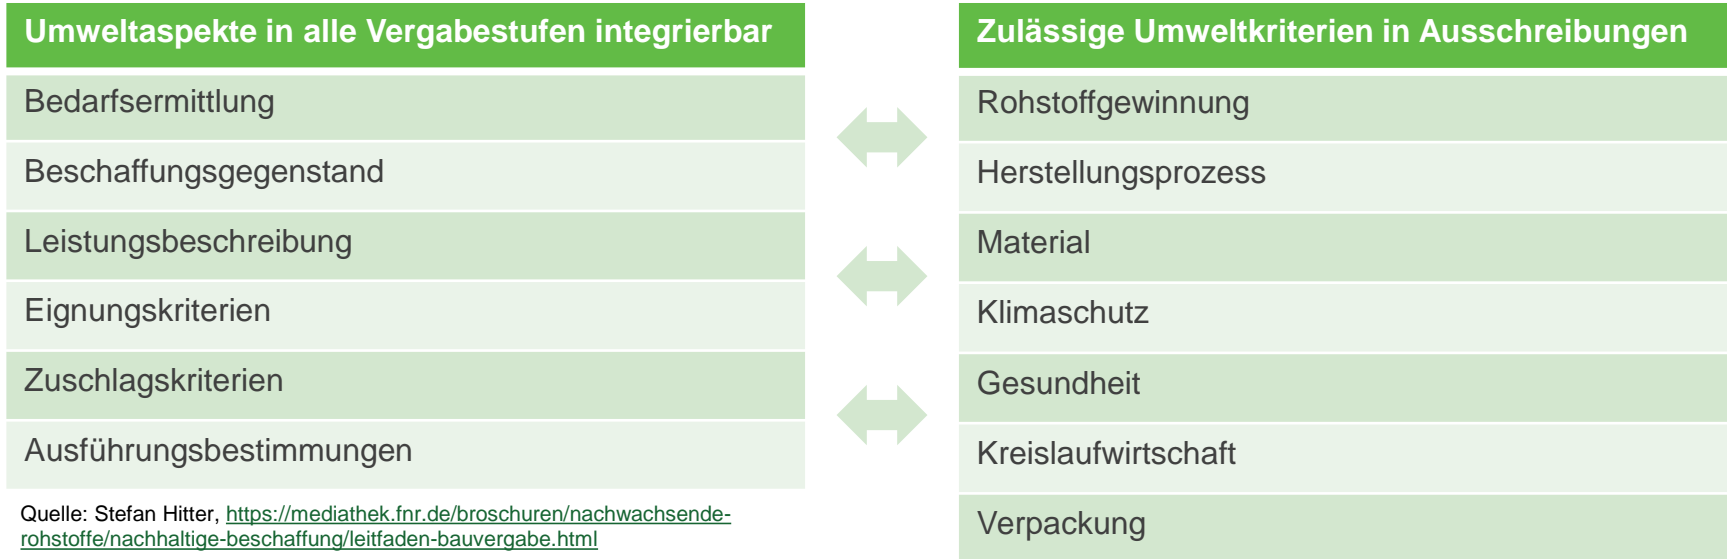 Umweltaspekte in alle Vergabestufen integrierbar
Bedarfsermittlung
Beschaffungsgegenstand
Leistungsbeschreibung
Eignungskriterien
Zuschlagskriterien
Ausführungsbestimmungen
Quelle: Stefan Hitter, https://mediathek.fnr.de/broschuren/nachwachsende-
rohstoffe/nachhaltige-beschaffung/leitfaden-bauvergabe.html
Zulässige Umweltkriterien in Ausschreibungen
Rohstoffgewinnung
Herstellungsprozess
Material
Klimaschutz
Gesundheit
Kreislaufwirtschaft
Verpackung